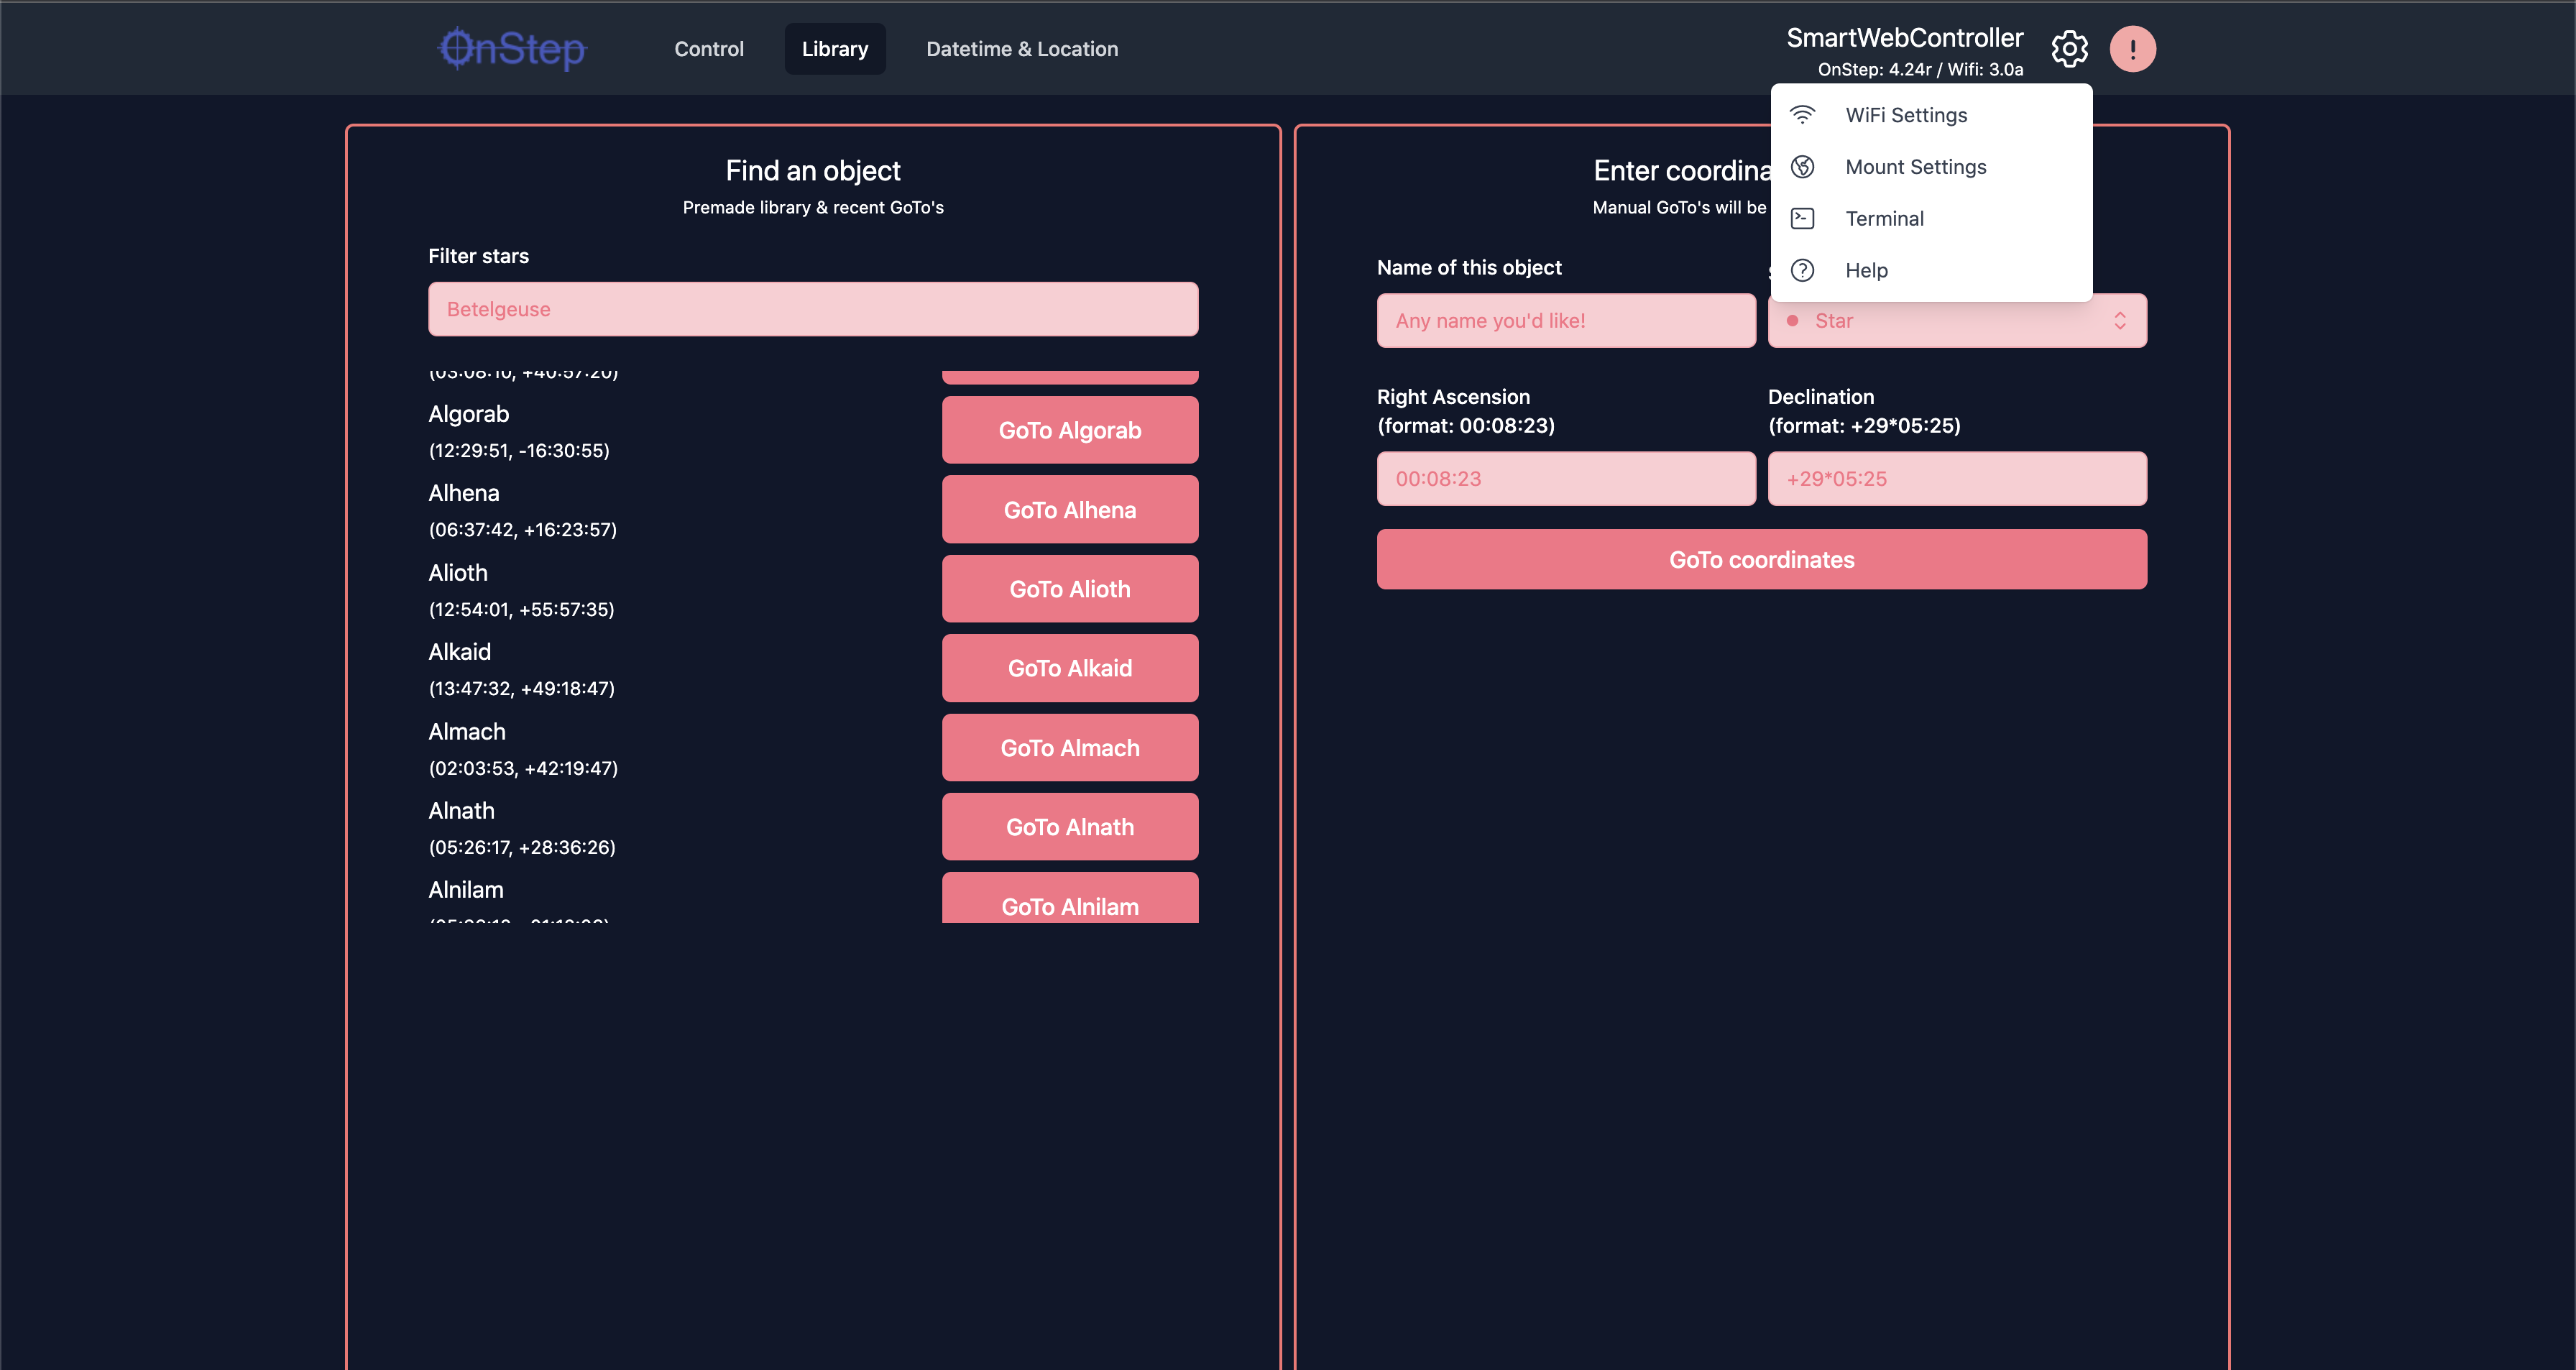 OnStep
Control
Library
Datetime & Location
SmartWebController
OnStep: 4.24r / Wifi: 3.0a
WiFi Settings
Mount Settings
Terminal
Help
Find an object
Premade library & recent GoTo's
Filter stars
Betelgeuse
(03:08:10, +40:57:20)
Algorab
(12:29:51, -16:30:55)
GoTo Algorab
Alhena
(06:37:42, +16:23:57)
GoTo Alhena
Alioth
(12:54:01, +55:57:35)
GoTo Alioth
Alkaid
(13:47:32, +49:18:47)
GoTo Alkaid
Almach
(02:03:53, +42:19:47)
GoTo Almach
Alnath
(05:26:17, +28:36:26)
GoTo Alnath
Alnilam
GoTo Alnilam
Enter coordina
Manual GoTo's will be
Name of this object
Any name you'd like!
Star
Right Ascension
(format: 00:08:23)
00:08:23
Declination
(format: +29*05:25)
+29*05:25
GoTo coordinates